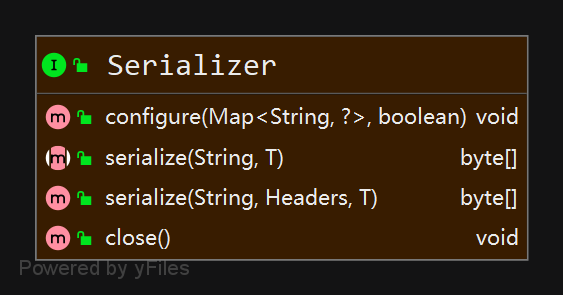 I Serializer
m configure(Map<String, ?>, boolean) void
m serialize(String, T) byte[]
m serialize(String, Headers, T) byte[]
m close() void
Powered by yFiles